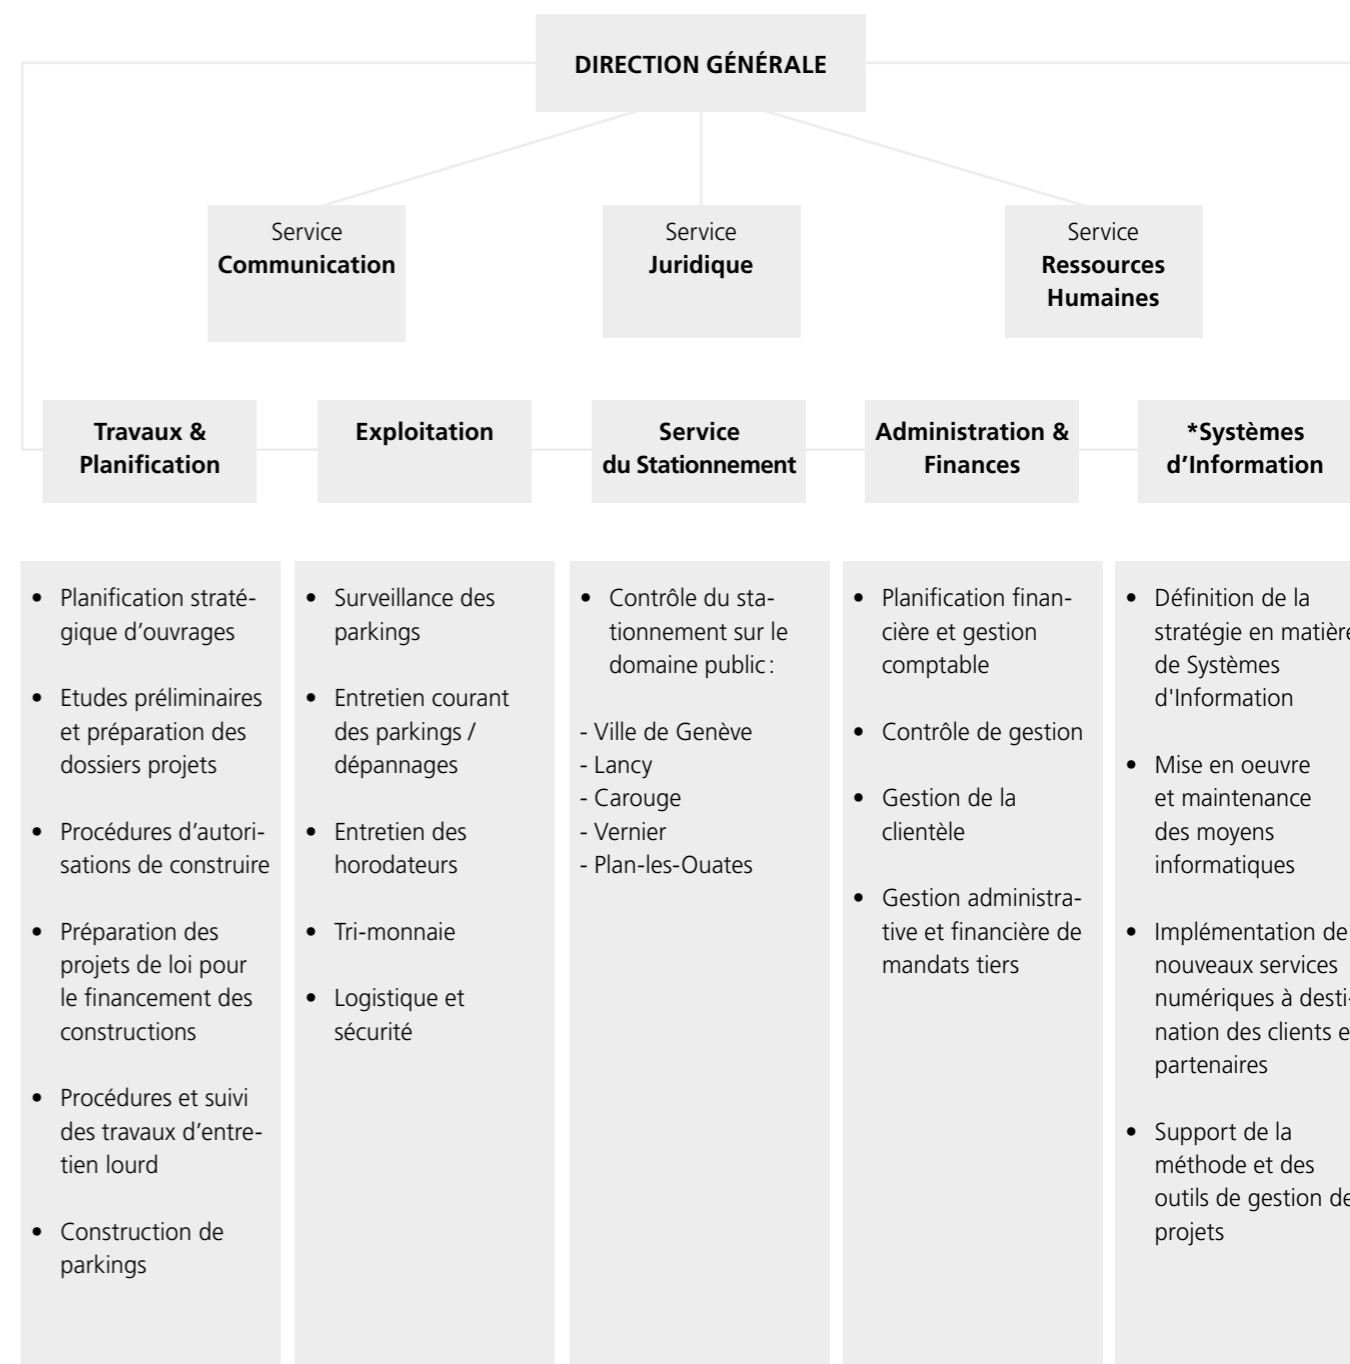 DIRECTION GÉNÉRALE
Service
Communication
Service
Juridique
Service
Ressources
Humaines
Travaux &
Planification
Exploitation
Service
du Stationnement
Administration &
Finances
*Systèmes
d’Information
• Planification straté-
gique d’ouvrages
• Etudes préliminaires
et préparation des
dossiers projets
• Procédures d’autori-
sations de construire
• Préparation des
projets de loi pour
le financement des
constructions
• Procédures et suivi
des travaux d’entre-
tien lourd
• Construction de
parkings
• Surveillance des
parkings
• Entretien courant
des parkings /
dépannages
• Entretien des
horodateurs
• Tri-monnaie
• Logistique et
sécurité
• Contrôle du sta-
tionnement sur le
domaine public :
- Ville de Genève
- Lancy
- Carouge
- Vernier
- Plan-les-Ouates
• Planification finan-
cière et gestion
comptable
• Contrôle de gestion
• Gestion de la
clientèle
• Gestion administra-
tive et financière de
mandats tiers
• Définition de la
stratégie en matière
de Systèmes
d'Information
• Mise en oeuvre
et maintenance
des moyens
informatiques
• Implémentation de
nouveaux services
numériques à desti-
nation des clients e
partenaires
• Support de la
méthode et des
outils de gestion de
projets